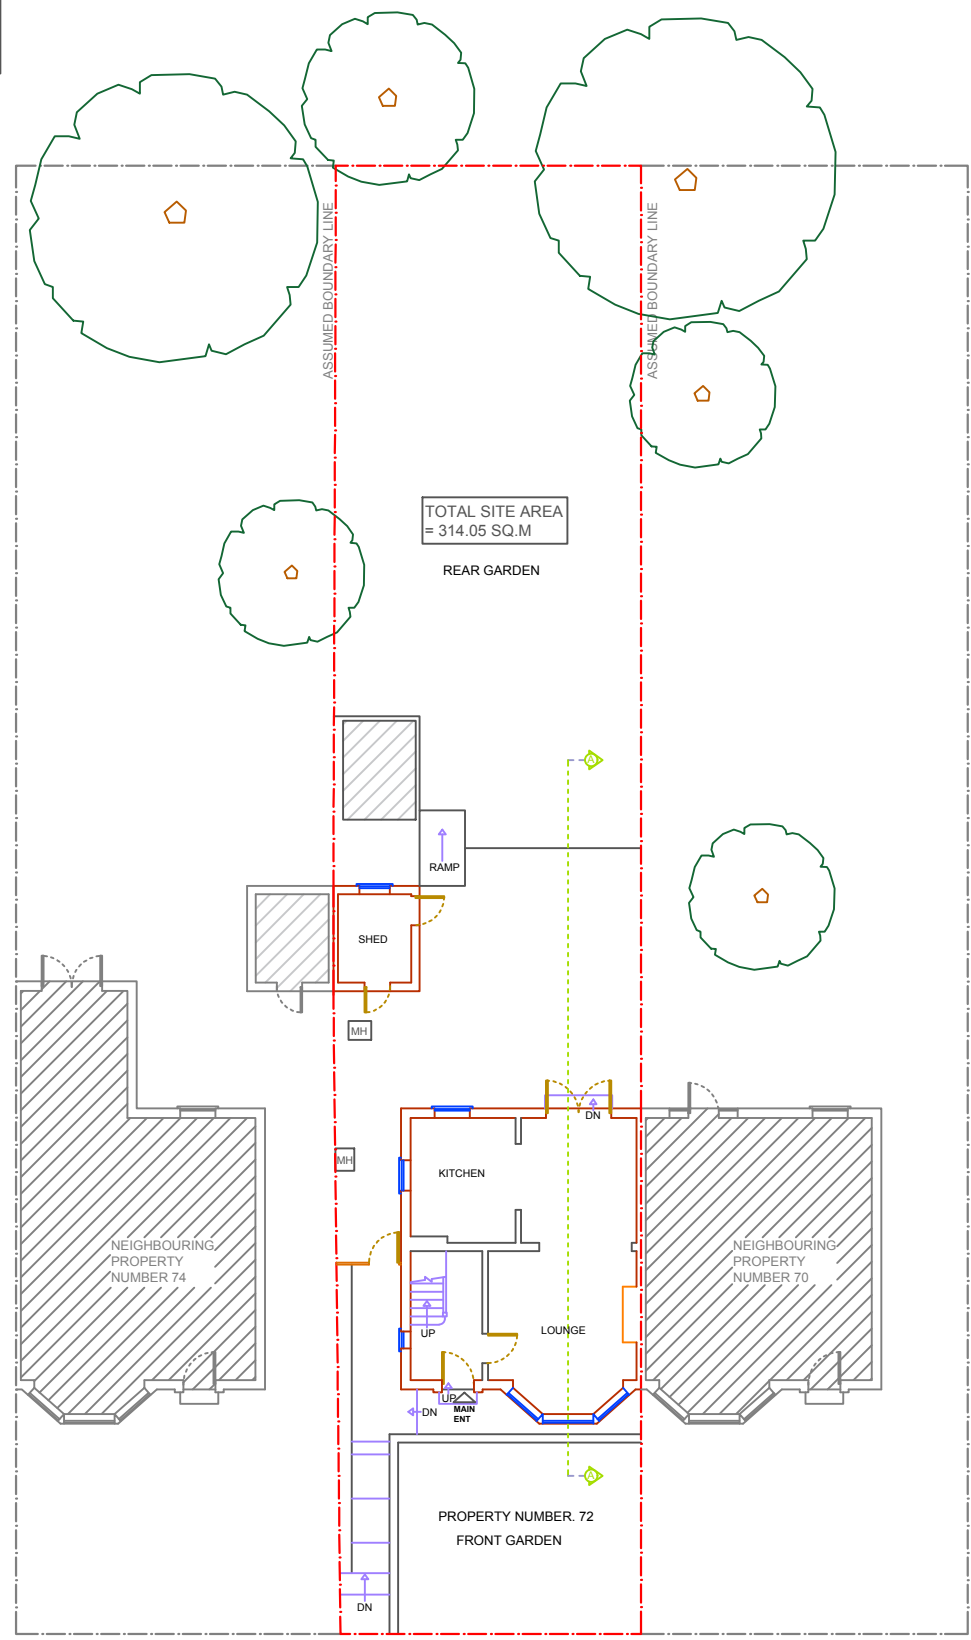 ASSUMED BOUNDARY LINE
ASSUMED BOUNDARY LINE
TOTAL SITE AREA
= 314.05 SQ.M
REAR GARDEN
A
RAMP
SHED
MH
DN
MH
KITCHEN
NEIGHBOURING
PROPERTY
NUMBER 74
NEIGHBOURING
PROPERTY
NUMBER 70
UP
LOUNGE
UP
DN
MAIN
ENT
A
PROPERTY NUMBER. 72
FRONT GARDEN
DN